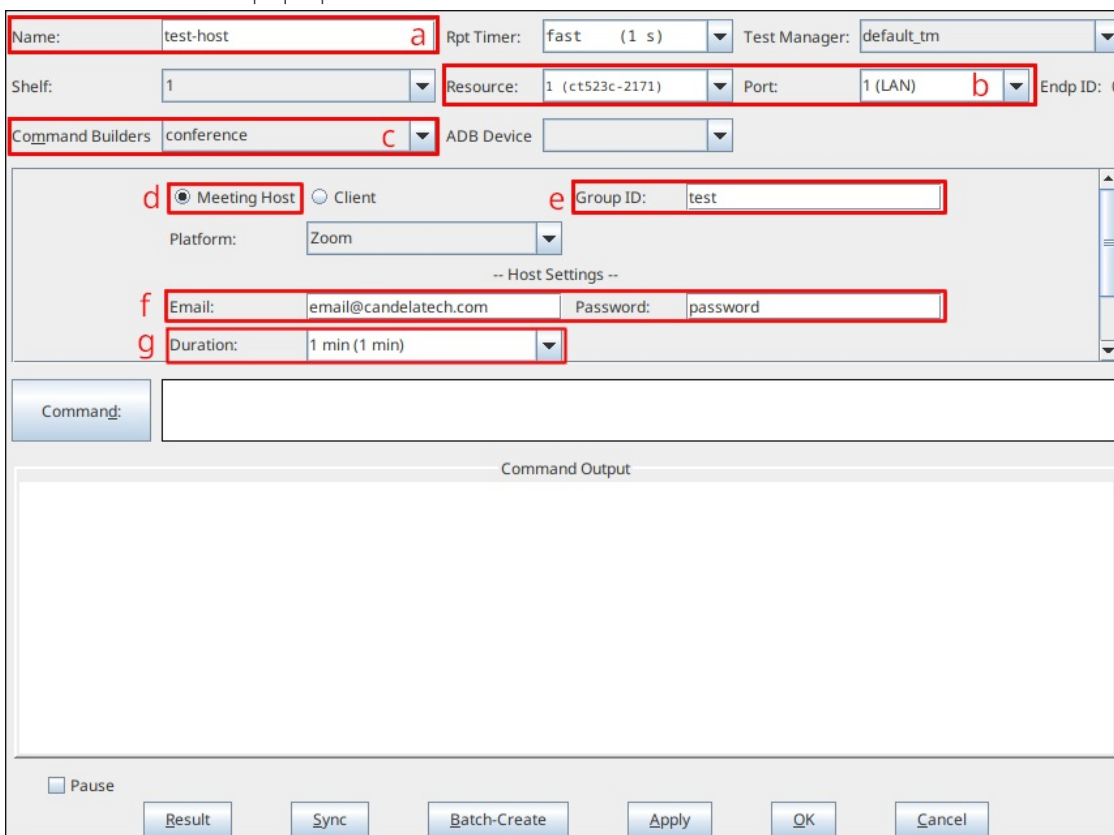 Name: test-host a Rpt Timer: fast (1 s) Test Manager: default_tm
Shelf: 1 Resource: 1 (ct523c-2171) Port: 1 (LAN) b Endp ID:
Command Builders conference c ADB Device
d Meeting Host Client e Group ID: test
Platform: Zoom
-- Host Settings --
f Email: email@candelatech.com Password: password
g Duration: 1 min (1 min)
Command:
Command Output
Pause
Result Sync Batch-Create Apply OK Cancel